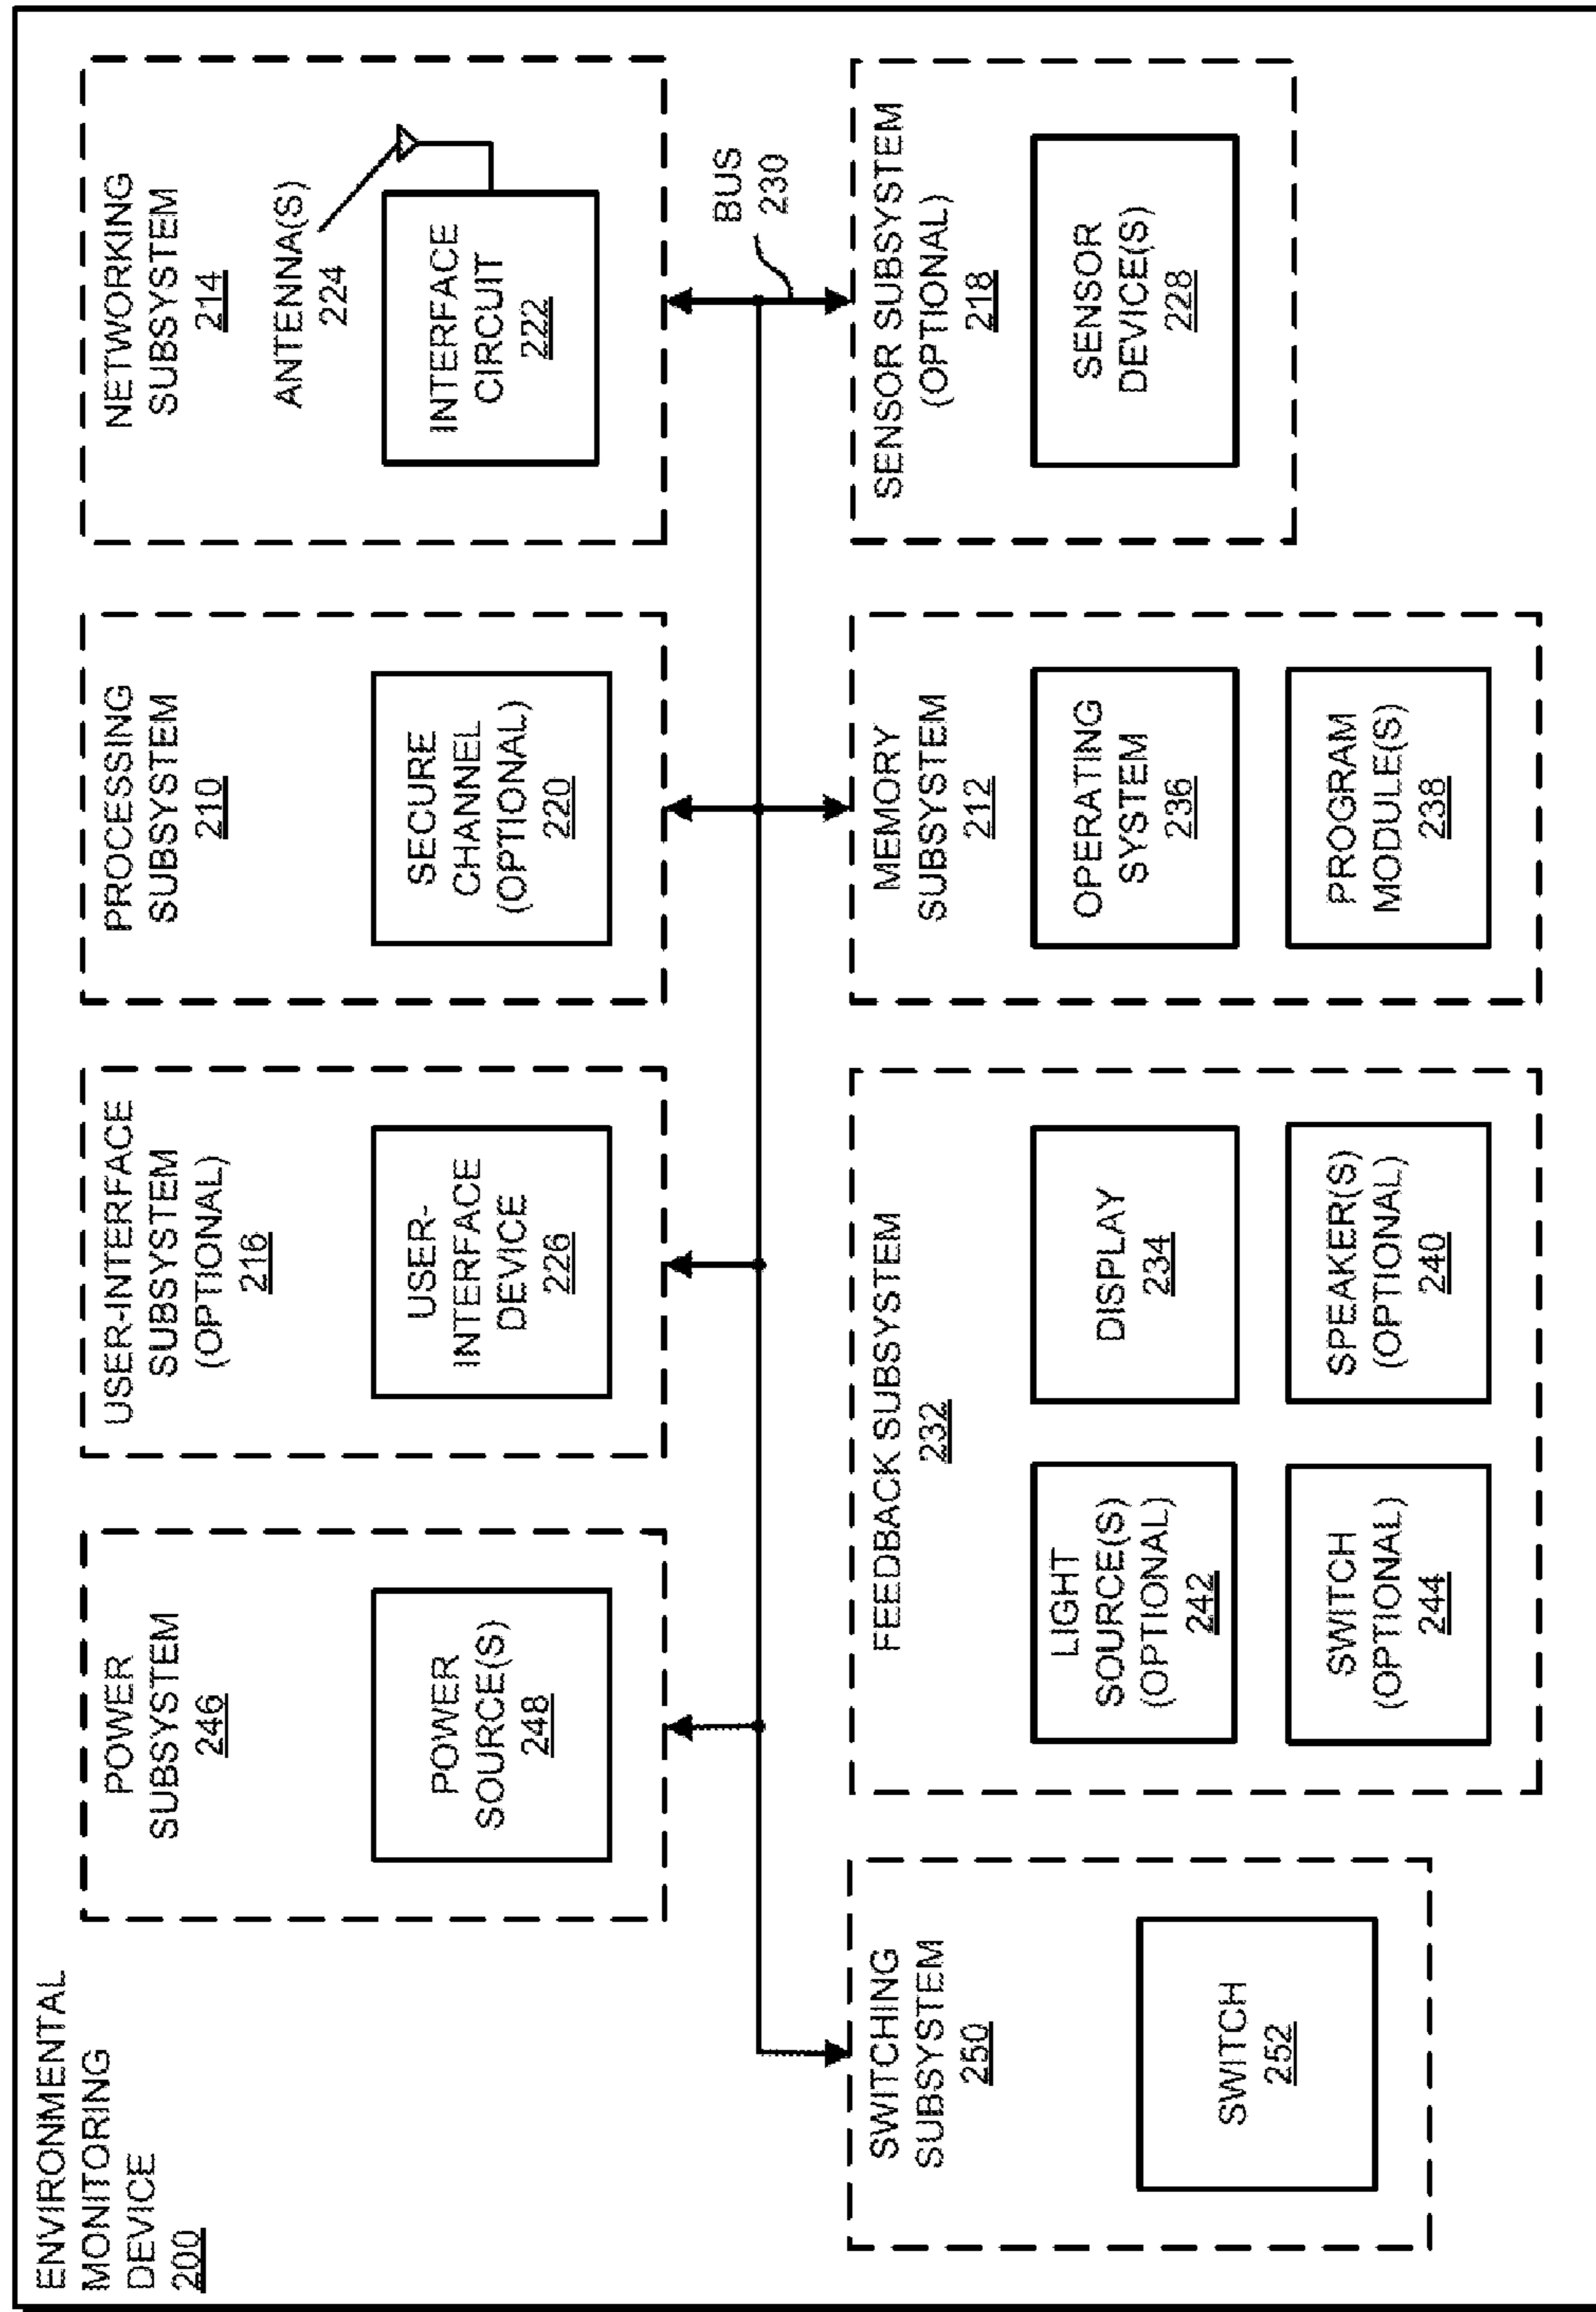 ENVIRONMENTAL
MONITORING
DEVICE
200
POWER
SUBSYSTEM
246
POWER
SOURCE(S)
248
USER-INTERFACE
SUBSYSTEM
(OPTIONAL)
216
USER-
INTERFACE
DEVICE
226
PROCESSING
SUBSYSTEM
210
SECURE
CHANNEL
(OPTIONAL)
220
NETWORKING
SUBSYSTEM
214
ANTENNA(S)
224
INTERFACE
CIRCUIT
222
BUS
230
SWITCHING
SUBSYSTEM
250
SWITCH
252
FEEDBACK SUBSYSTEM
232
LIGHT
SOURCE(S)
(OPTIONAL)
242
DISPLAY
234
SWITCH
(OPTIONAL)
244
SPEAKER(S)
(OPTIONAL)
240
MEMORY
SUBSYSTEM
212
OPERATING
SYSTEM
236
PROGRAM
MODULE(S)
238
SENSOR SUBSYSTEM
(OPTIONAL)
218
SENSOR
DEVICE(S)
228